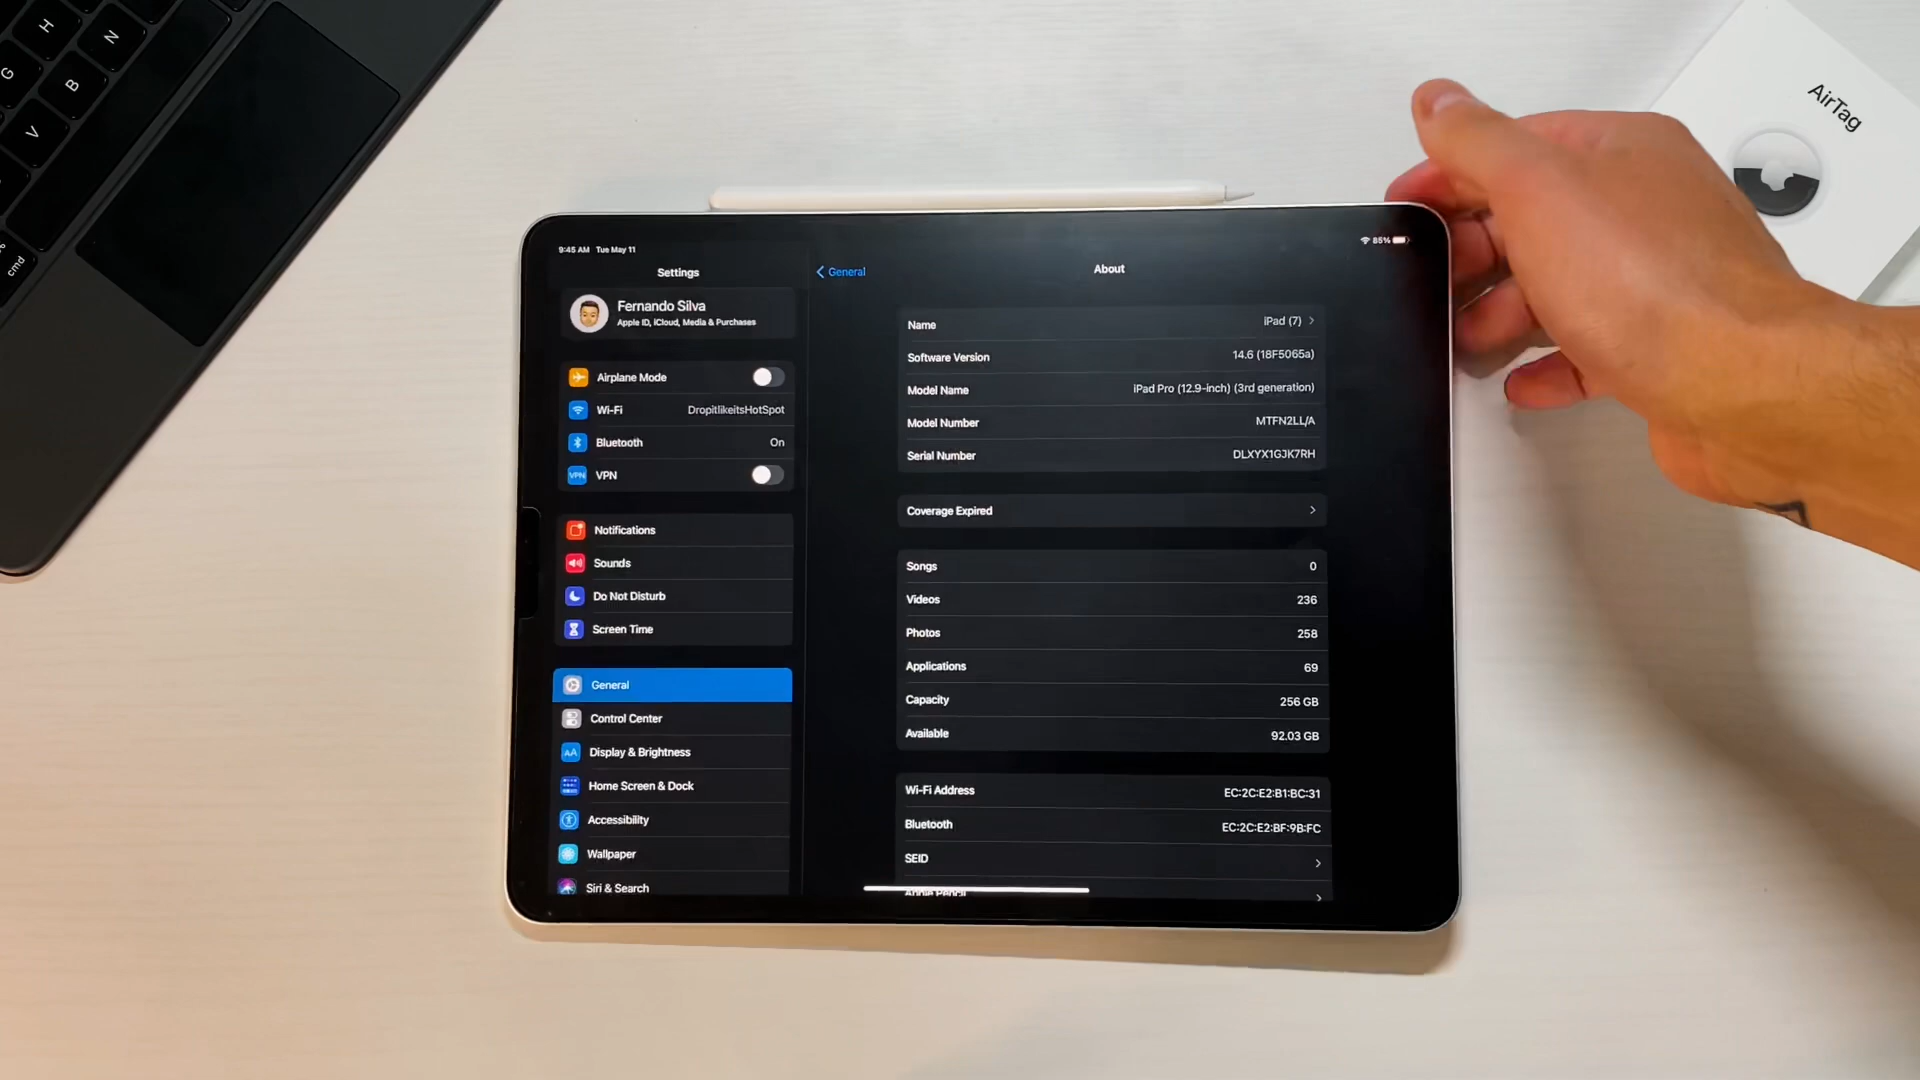 H
N
G
B
V
cmd
AirTag
9:45 AM Tue May 11
85%
Settings
Fernando Silva
Apple ID, iCloud, Media & Purchases
Airplane Mode
Wi-Fi DropitlikeitsHotSpot
Bluetooth On
VPN VPN
Notifications
Sounds
Do Not Disturb
Screen Time
General
Control Center
AA Display & Brightness
Home Screen & Dock
Accessibility
Wallpaper
Siri & Search
General
About
Name iPad (7)
Software Version 14.6 (18F5065a)
Model Name iPad Pro (12.9-inch) (3rd generation)
Model Number MTFN2LL/A
Serial Number DLXYX1GJK7RH
Coverage Expired
Songs 0
Videos 236
Photos 258
Applications 69
Capacity 256 GB
Available 92.03 GB
Wi-Fi Address EC:2C:E2:B1:BC:31
Bluetooth EC:2C:E2:BF:9B:FC
SEID
Apple Pencil